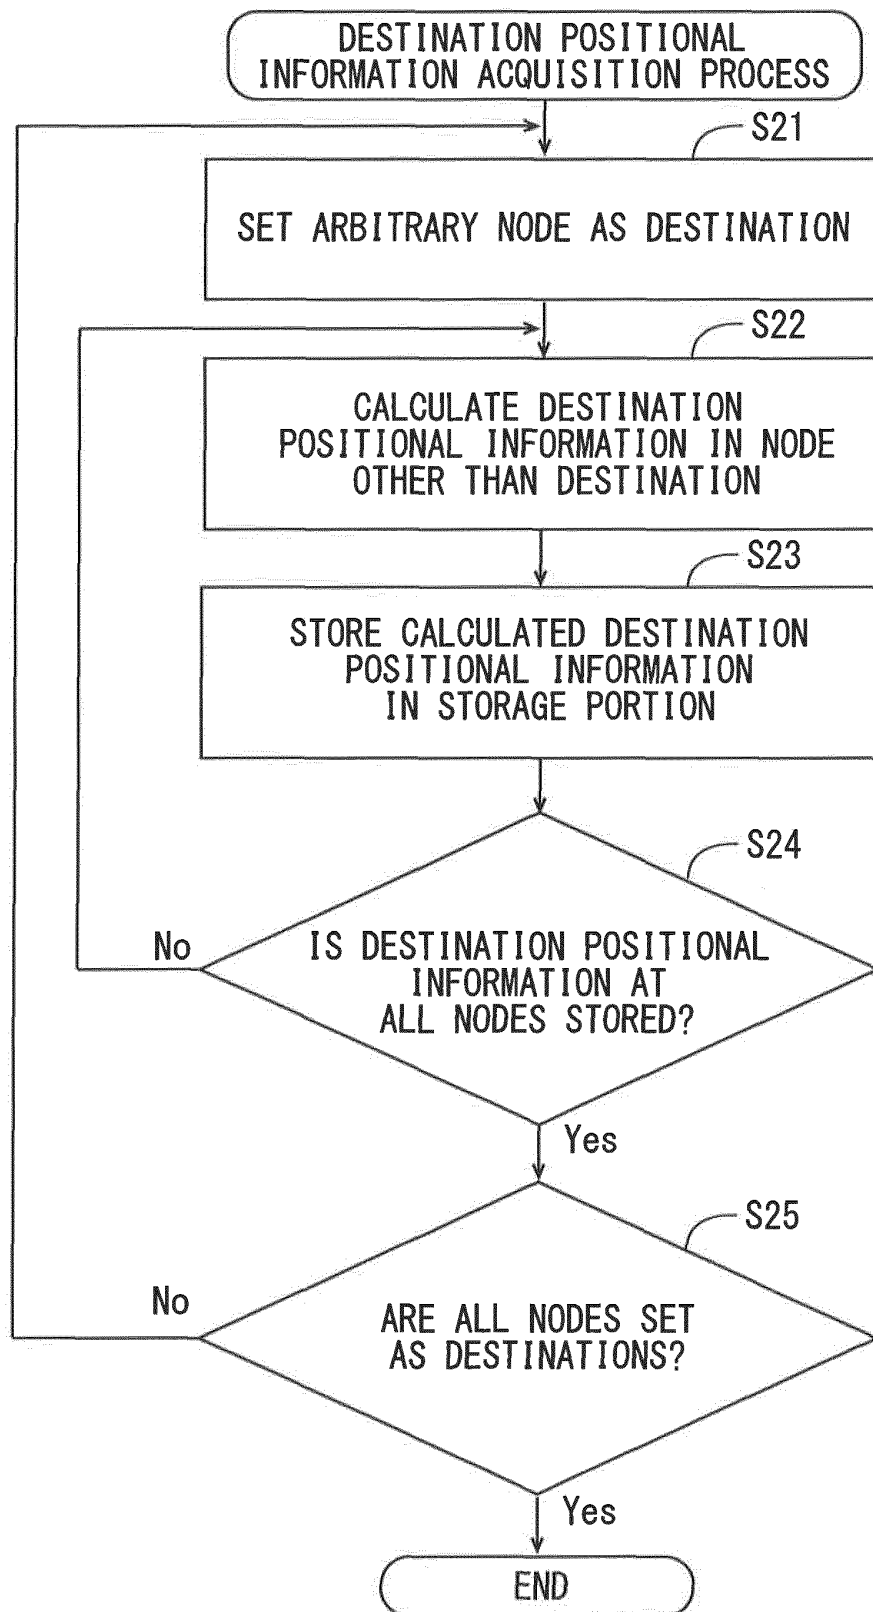 DESTINATION POSITIONAL
INFORMATION ACQUISITION PROCESS
S21
SET ARBITRARY NODE AS DESTINATION
S22
CALCULATE DESTINATION
POSITIONAL INFORMATION IN NODE
OTHER THAN DESTINATION
S23
STORE CALCULATED DESTINATION
POSITIONAL INFORMATION
IN STORAGE PORTION
S24
No
IS DESTINATION POSITIONAL
INFORMATION AT
ALL NODES STORED?
Yes
S25
No
ARE ALL NODES SET
AS DESTINATIONS?
Yes
END